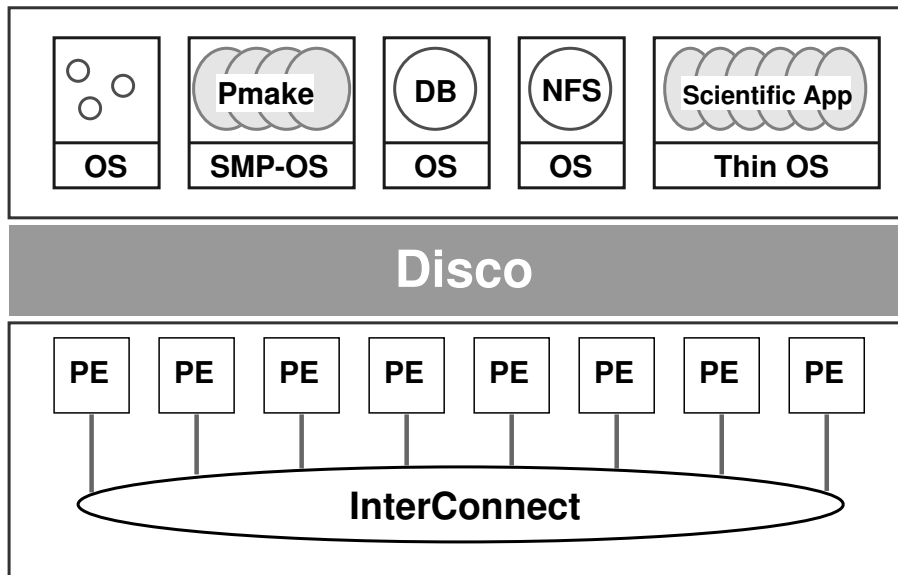 Pmake
DB
NFS
Scientific App
OS
SMP-OS
OS
OS
Thin OS
Disco
PE
PE
PE
PE
PE
PE
PE
PE
InterConnect